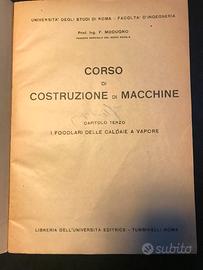 UNIVERSITÀ DEGLI STUDI DI ROMA - FACOLTA' D'INGEGNERIA
Prof. Ing. F. MODUGNO
CORSO
DI
COSTRUZIONE DI MACCHINE
CAPITOLO TERZO
I FOCOLARI DELLE CALDAIE A VAPORE
LIBRERIA DELL'UNIVERSITÀ EDITRICE - TUMMINELLI ROMA
subito